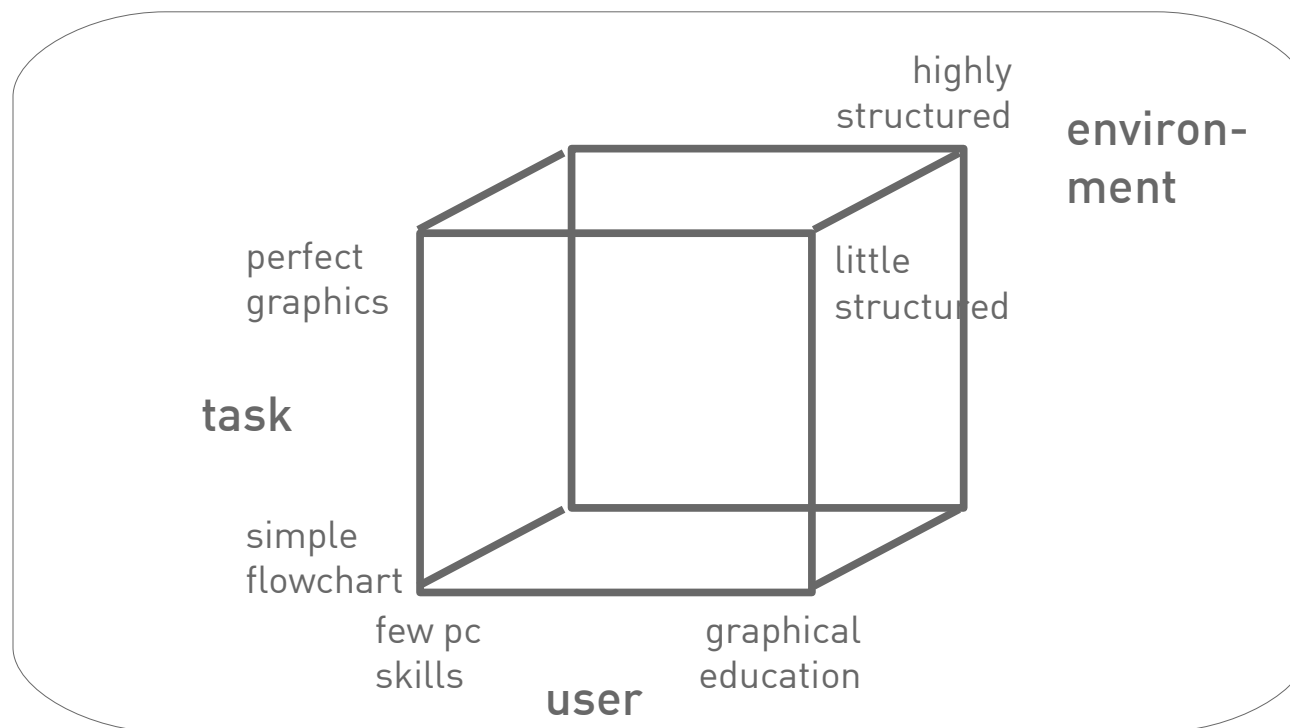 highly
structured
environ-
ment
perfect
graphics
little
structured
task
simple
flowchart
few pc
skills
graphical
education
user